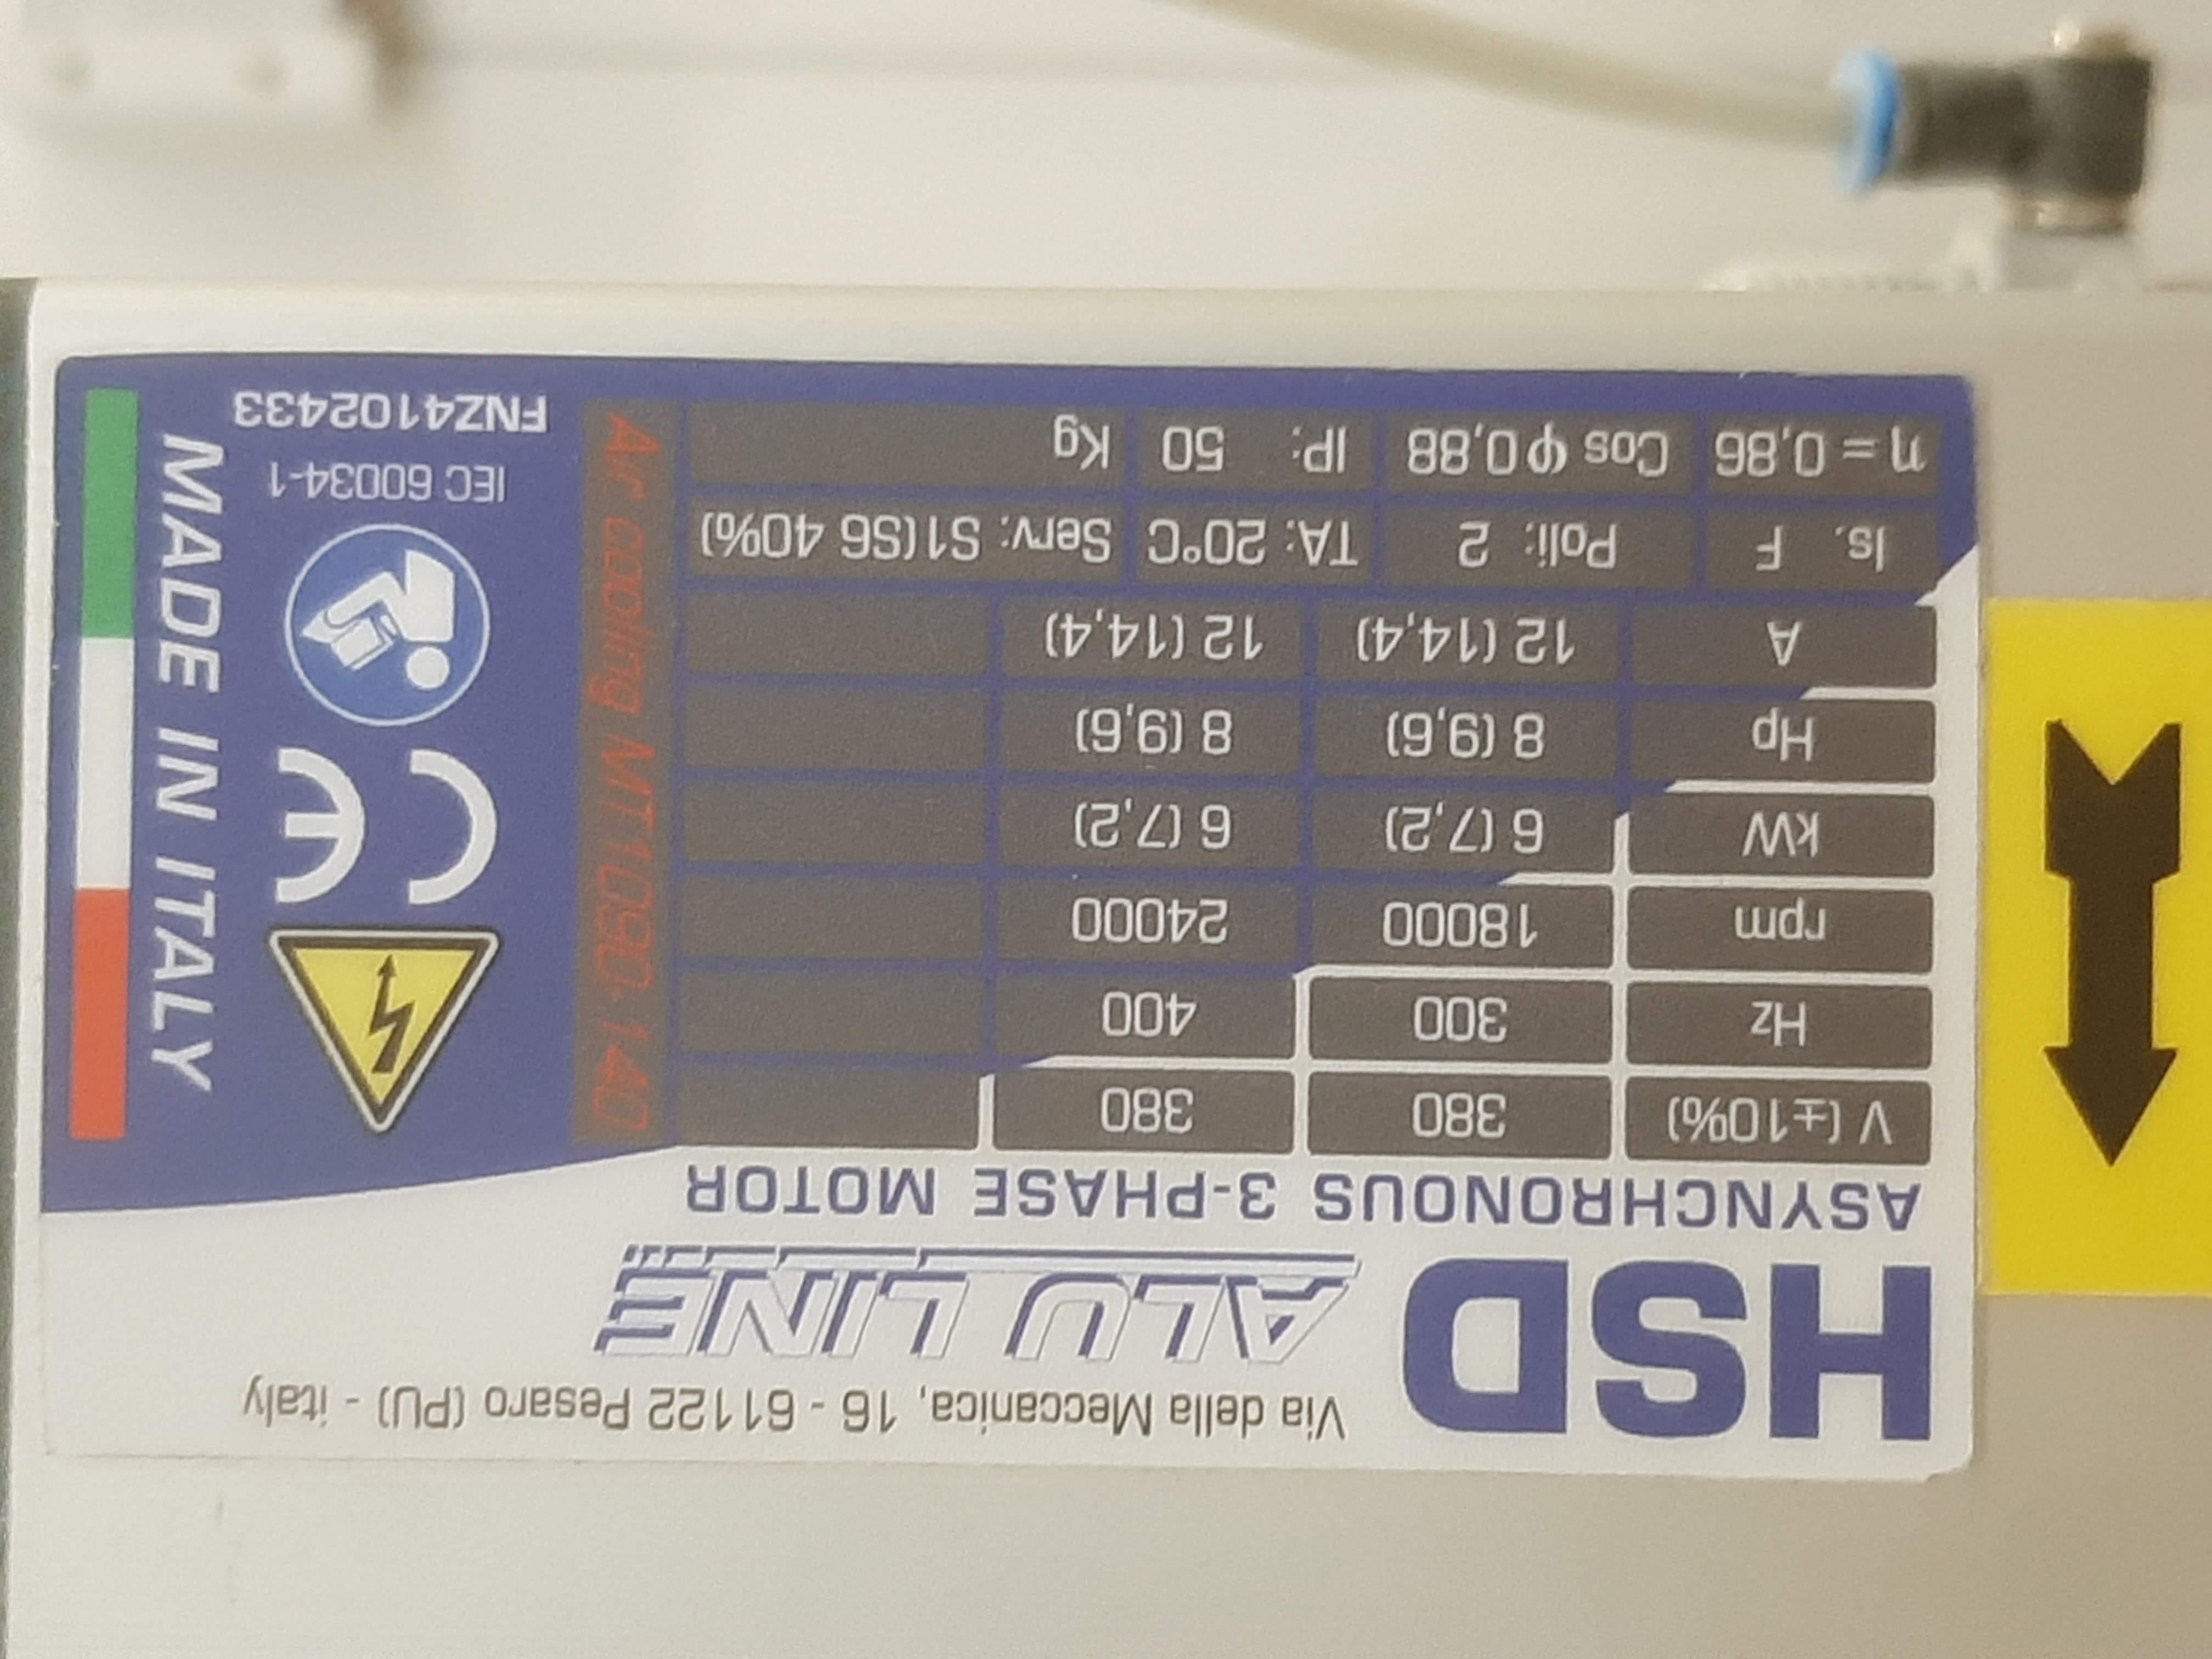 Via della Meccanica, 16 - 61122 Pesaro (PU) - italy
HSD ALU LINE
ASYNCHRONOUS 3-PHASE MOTOR
V (±10%) 380 380
Hz 300 400
rpm 18000 24000
kW 6 (7,2) 6 (7,2)
Hp 8 (9,6) 8 (9,6)
A 12 (14,4) 12 (14,4)
Is. F Poli: 2 TA: 20°C Serv: S1(S6 40%)
η = 0,86 Cos φ 0,88 IP: 50 Kg
Air cooling MT1090-140
CE
IEC 60034-1
FNZ4102433
MADE IN ITALY